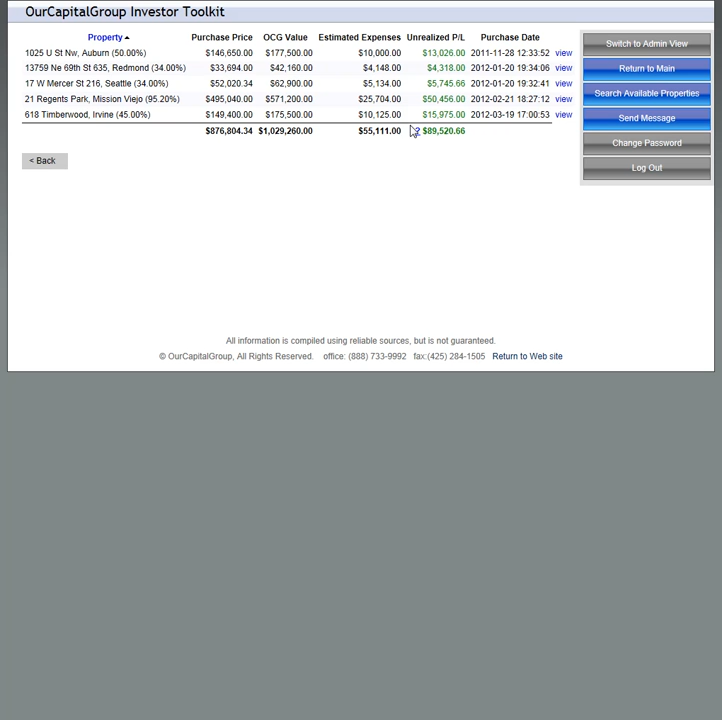 OurCapitalGroup Investor Toolkit
Property Purchase Price OCG Value Estimated Expenses Unrealized P/L Purchase Date
1025 U St Nw, Auburn (50.00%) $146,650.00 $177,500.00 $10,000.00 $13,026.00 2011-11-28 12:33:52 view
13759 Ne 69th St 635, Redmond (34.00%) $33,694.00 $42,160.00 $4,148.00 $4,318.00 2012-01-20 19:34:06 view
17 W Mercer St 216, Seattle (34.00%) $52,020.34 $62,900.00 $5,134.00 $5,745.66 2012-01-20 19:32:41 view
21 Regents Park, Mission Viejo (95.20%) $495,040.00 $571,200.00 $25,704.00 $50,456.00 2012-02-21 18:27:12 view
618 Timberwood, Irvine (45.00%) $149,400.00 $175,500.00 $10,125.00 $15,975.00 2012-03-19 17:00:53 view
$876,804.34 $1,029,260.00 $55,111.00 ? $89,520.66
< Back
Switch to Admin View
Return to Main
Search Available Properties
Send Message
Change Password
Log Out
All information is compiled using reliable sources, but is not guaranteed.
© OurCapitalGroup, All Rights Reserved. office: (888) 733-9992 fax:(425) 284-1505 Return to Web site